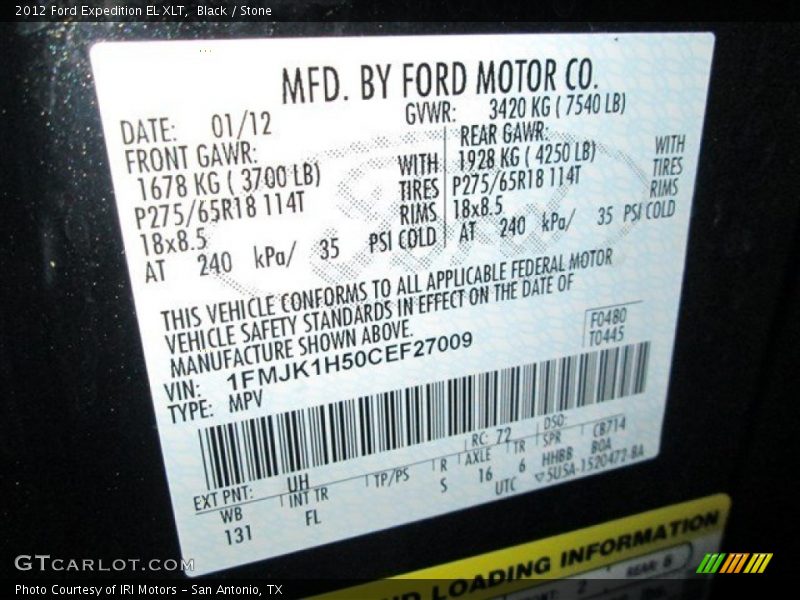 2012 Ford Expedition EL XLT,  Black / Stone
MFD. BY FORD MOTOR CO.
DATE: 01/12
GVWR: 3420 KG ( 7540 LB)
FRONT GAWR:
1678 KG ( 3700 LB)
P275/65R18 114T
18x8.5
WITH
TIRES
RIMS
AT 240 kPa/ 35 PSI COLD
REAR GAWR:
1928 KG ( 4250 LB)
P275/65R18 114T
18x8.5
WITH
TIRES
RIMS
AT 240 kPa/ 35 PSI COLD
THIS VEHICLE CONFORMS TO ALL APPLICABLE FEDERAL MOTOR
VEHICLE SAFETY STANDARDS IN EFFECT ON THE DATE OF
MANUFACTURE SHOWN ABOVE.
F0480
T0445
VIN: 1FMJK1H50CEF27009
TYPE: MPV
EXT PNT: UH
RC: 72
DSO:
WB
INT TR
TP/PS
R
AXLE
TR
SPR
CB714
131
FL
S
16
6
HHBB
BOA
UTC
5U5A-1520472-BA
LOADING INFORMATION
REAR: 5
2
GTcarlot.com
Photo Courtesy of IRI Motors - San Antonio, TX